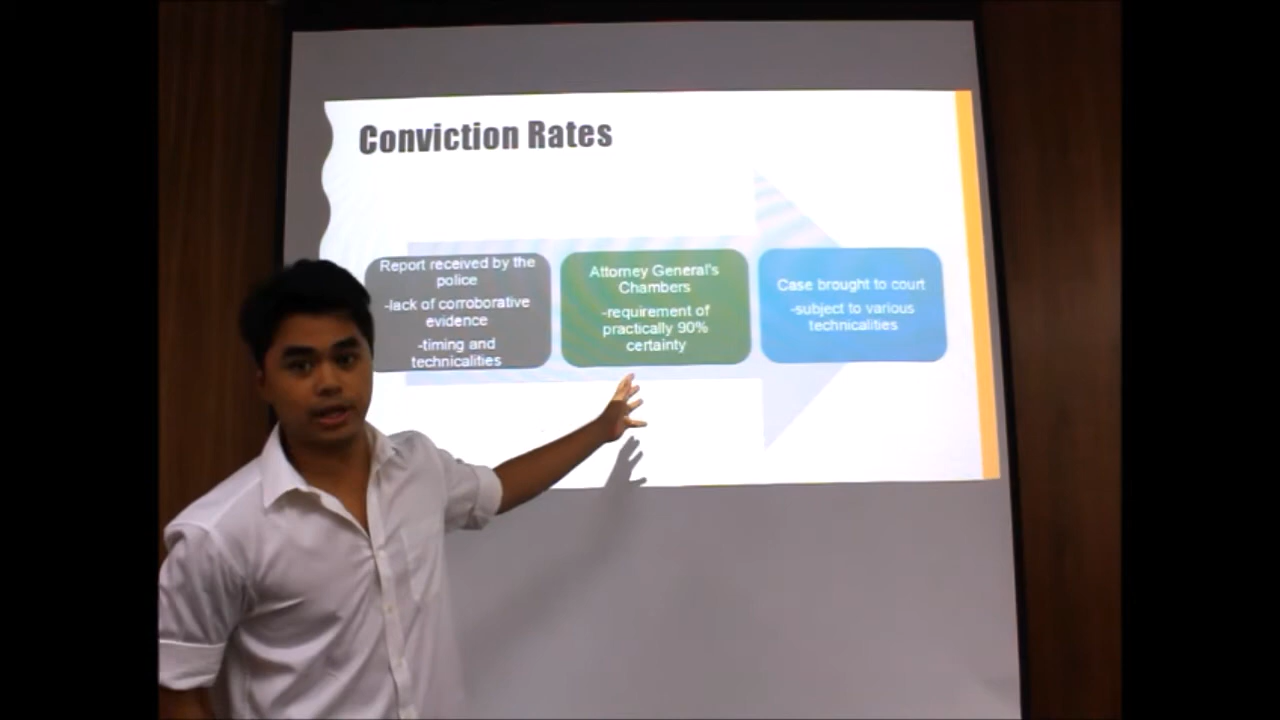 Conviction Rates
Report received by the
police
-lack of corroborative
evidence
-timing and
technicalities
Attorney General's
Chambers
-requirement of
practically 90%
certainty
Case brought to court
-subject to various
technicalities